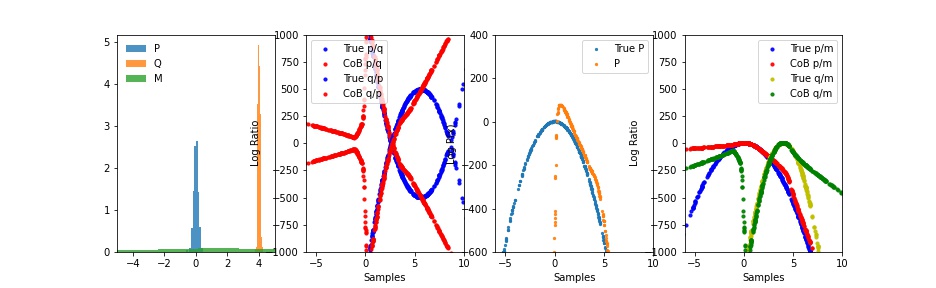 P
Q
M
5
4
3
2
1
0
−4
−2
0
2
4
True p/q
CoB p/q
True q/p
CoB q/p
Log Ratio
1000
750
500
250
0
−250
−500
−750
1000
−5
0
5
10
Samples
True P
P
400
200
0
−200
−400
−600
−5
0
5
10
Samples
True p/m
CoB p/m
True q/m
CoB q/m
Log Ratio
1000
750
500
250
0
−250
−500
−750
1000
−5
0
5
10
Samples